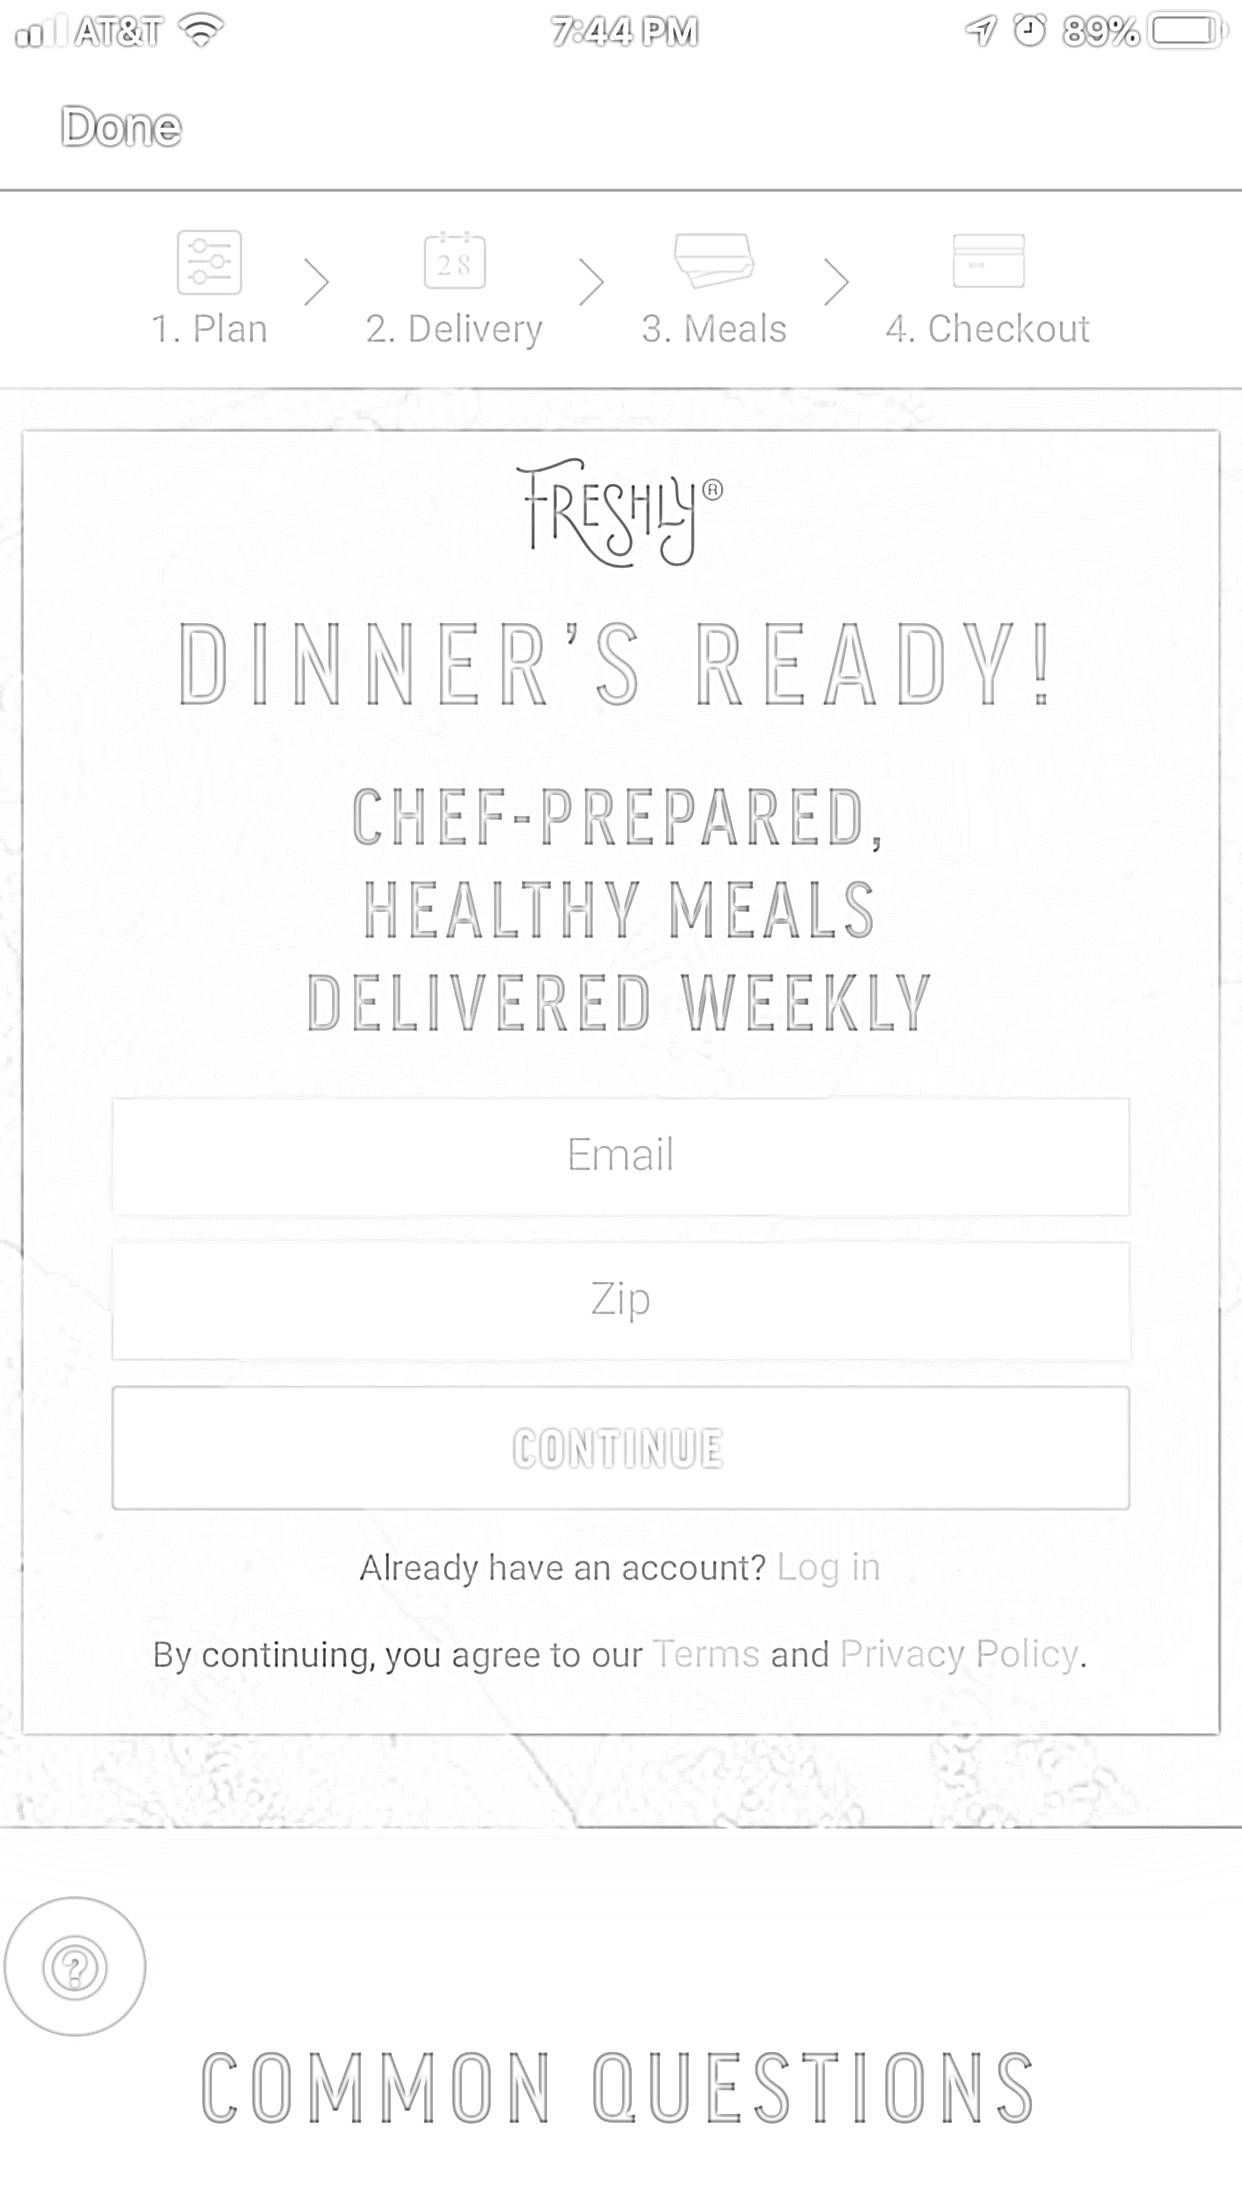 AT&T 7:44 PM 89%
Done
28
1. Plan 2. Delivery 3. Meals 4. Checkout
FRESHLY®
DINNER’S READY!
CHEF-PREPARED,
HEALTHY MEALS
DELIVERED WEEKLY
Email
Zip
CONTINUE
Already have an account? Log in
By continuing, you agree to our Terms and Privacy Policy.
?
COMMON QUESTIONS